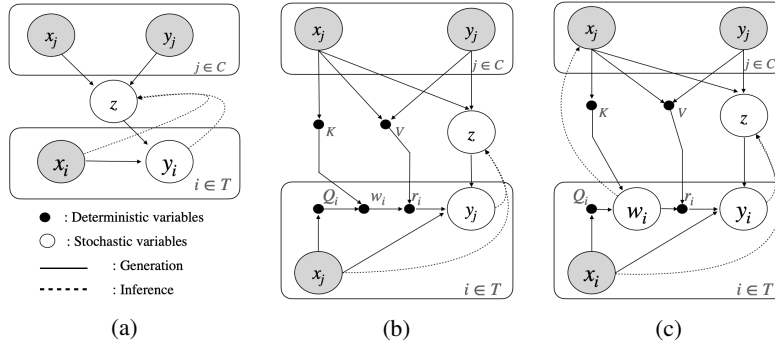 x_j y_j
j ∈ C
z
x_i y_i
i ∈ T
: Deterministic variables
: Stochastic variables
: Generation
: Inference
(a)
x_j y_j
j ∈ C
K V
z
Q_i w_i r_i
y_j
x_j
i ∈ T
(b)
x_j y_j
j ∈ C
K V
z
Q_i r_i
w_i y_i
x_i
i ∈ T
(c)